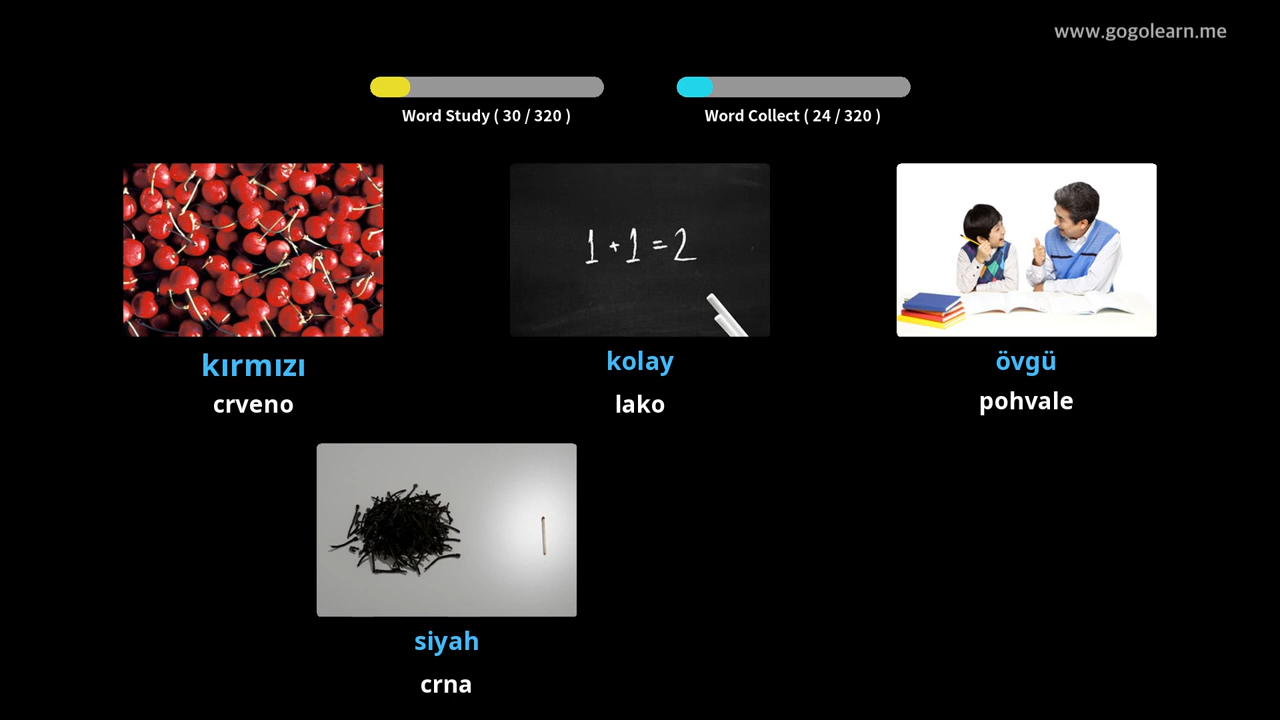 www.gogolearn.me
Word Study ( 30 / 320 )
Word Collect ( 24 / 320 )
1 + 1 = 2
kırmızı
crveno
kolay
lako
övgü
pohvale
siyah
crna